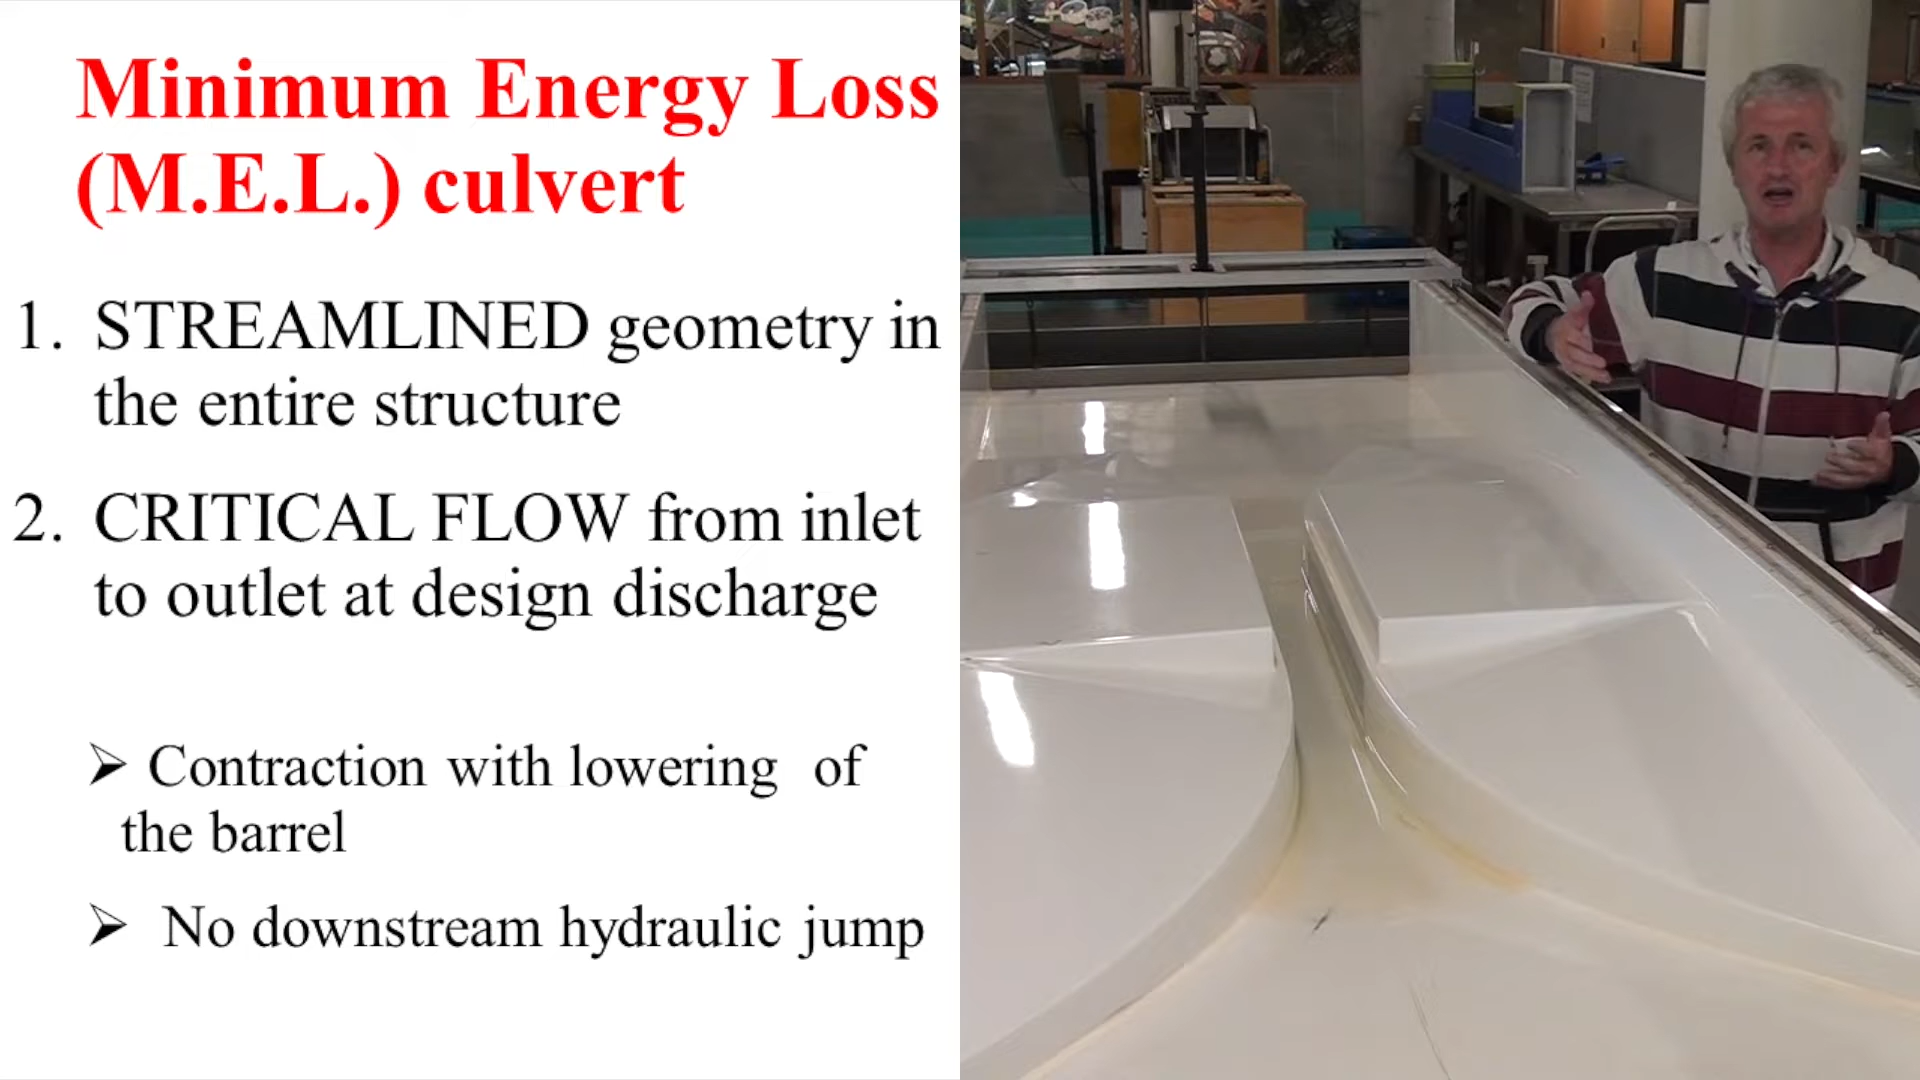 Minimum Energy Loss
(M.E.L.) culvert
1. STREAMLINED geometry in
the entire structure
2. CRITICAL FLOW from inlet
to outlet at design discharge
➢ Contraction with lowering of
the barrel
➢ No downstream hydraulic jump